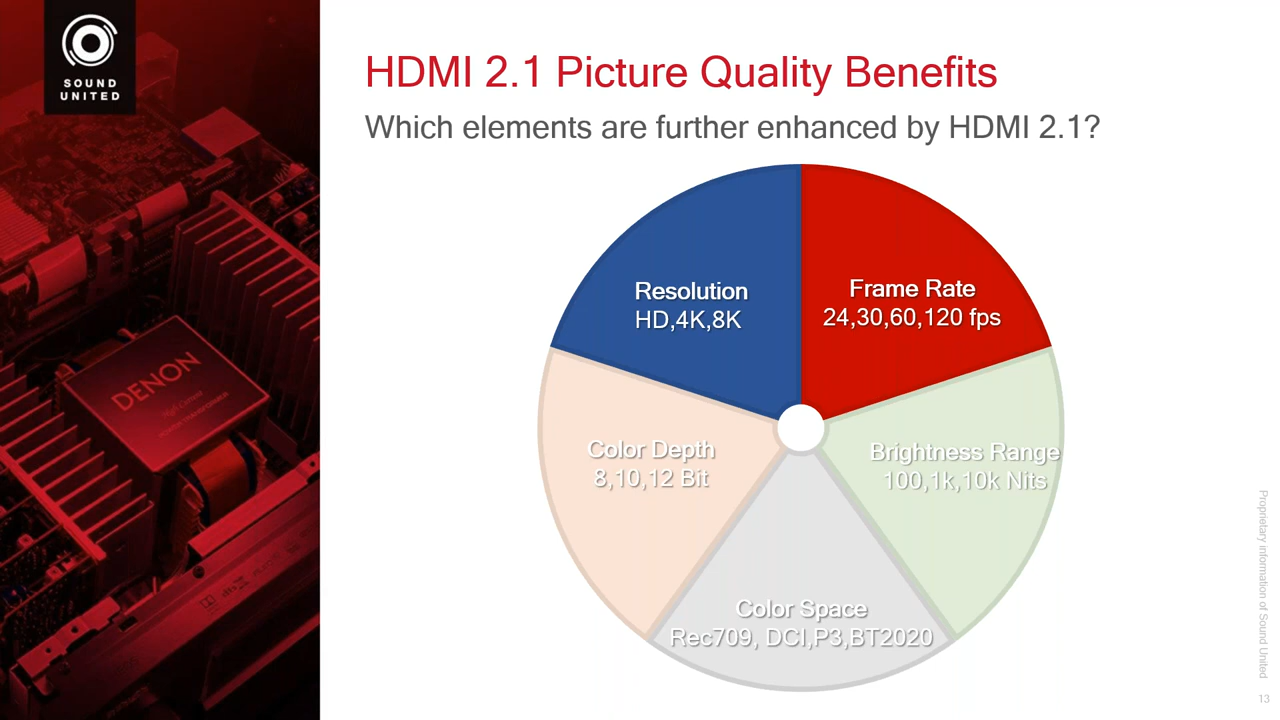 SOUND
UNITED
HDMI 2.1 Picture Quality Benefits
Which elements are further enhanced by HDMI 2.1?
Resolution
HD,4K,8K
Frame Rate
24,30,60,120 fps
Color Depth
8,10,12 Bit
Brightness Range
100,1k,10k Nits
Color Space
Rec709, DCI,P3,BT2020
DENON
Proprietary information of Sound United
13